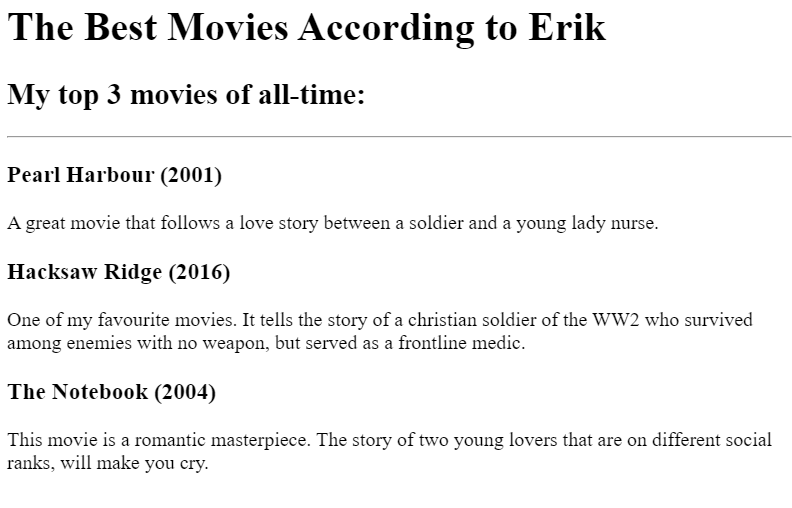 The Best Movies According to Erik
My top 3 movies of all-time:
Pearl Harbour (2001)
A great movie that follows a love story between a soldier and a young lady nurse.
Hacksaw Ridge (2016)
One of my favourite movies. It tells the story of a christian soldier of the WW2 who survived
among enemies with no weapon, but served as a frontline medic.
The Notebook (2004)
This movie is a romantic masterpiece. The story of two young lovers that are on different social
ranks, will make you cry.